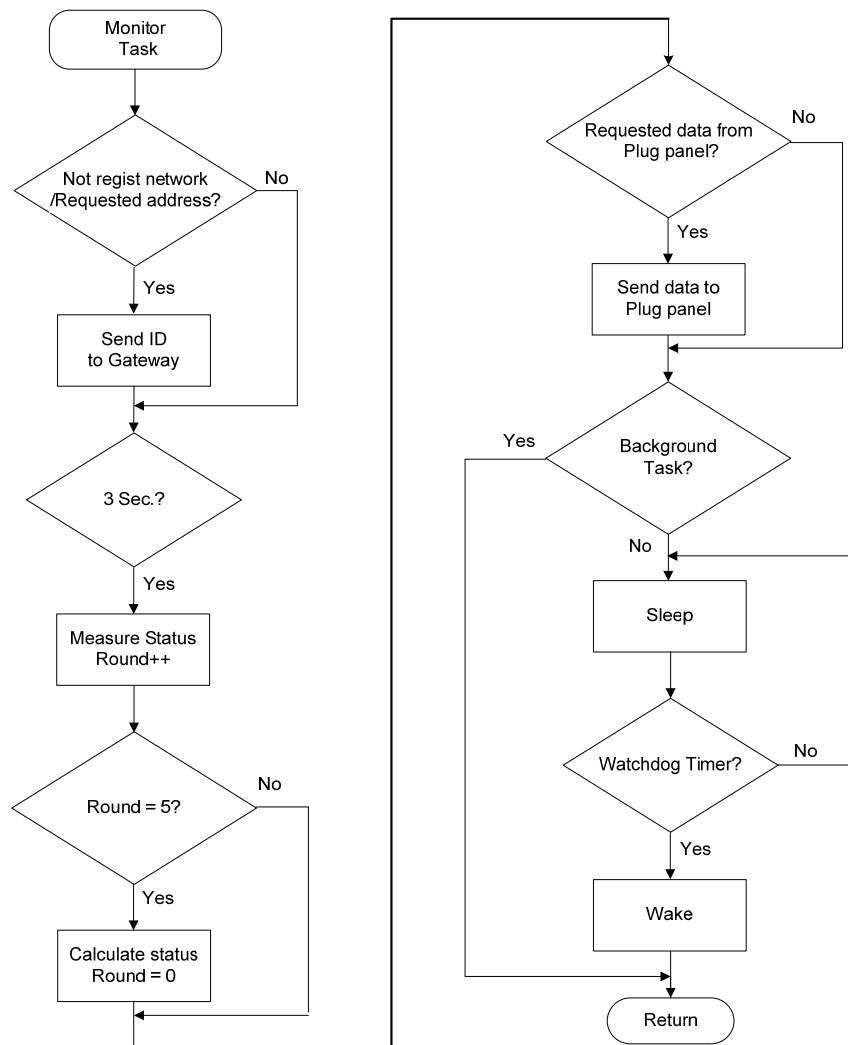 Monitor
Task
Not regist network
/Requested address?
No
Yes
Send ID
to Gateway
3 Sec.?
Yes
Measure Status
Round++
Round = 5?
No
Yes
Calculate status
Round = 0
Requested data from
Plug panel?
No
Yes
Send data to
Plug panel
Background
Task?
Yes
No
Sleep
Watchdog Timer?
No
Yes
Wake
Return